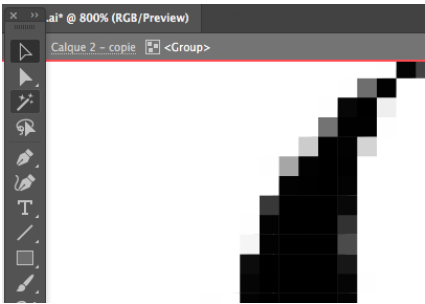 .ai* @ 800% (RGB/Preview)
Calque 2 - copie <Group>
T